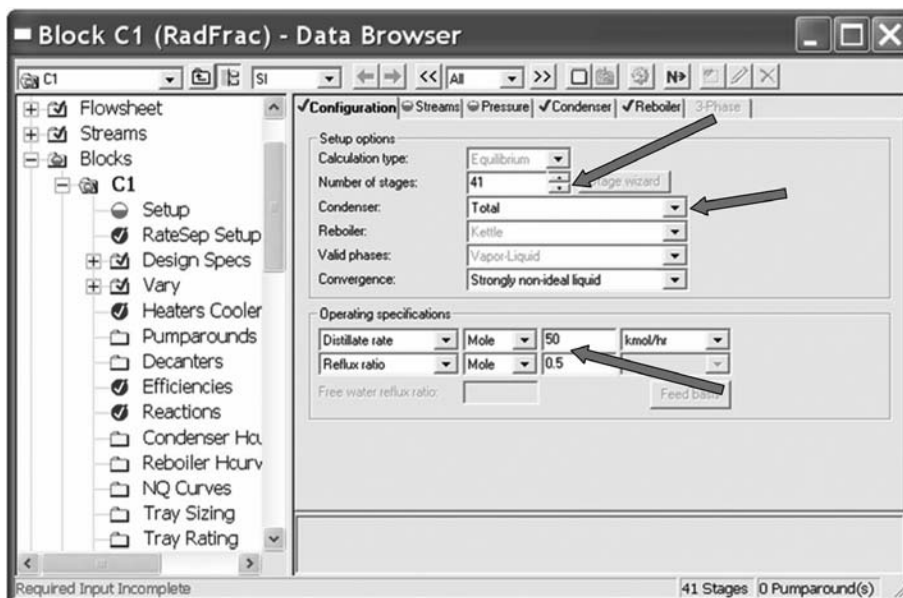 Block C1 (RadFrac) - Data Browser
C1 SI << All >> N>
Flowsheet
Streams
Blocks
C1
Setup
RateSep Setup
Design Specs
Vary
Heaters Cooler
Pumparounds
Decanters
Efficiencies
Reactions
Condenser Hcu
Reboiler Hcurv
NQ Curves
Tray Sizing
Tray Rating
Configuration Streams Pressure Condenser Reboiler 3-Phase
Setup options
Calculation type: Equilibrium
Number of stages: 41 wizard
Condenser: Total
Reboiler: Kettle
Valid phases: Vapor-Liquid
Convergence: Strongly non-ideal liquid
Operating specifications
Distillate rate Mole 50 kmol/hr
Reflux ratio Mole 0.5
Free water reflux ratio: Feed basis
Required Input Incomplete 41 Stages 0 Pumparound(s)